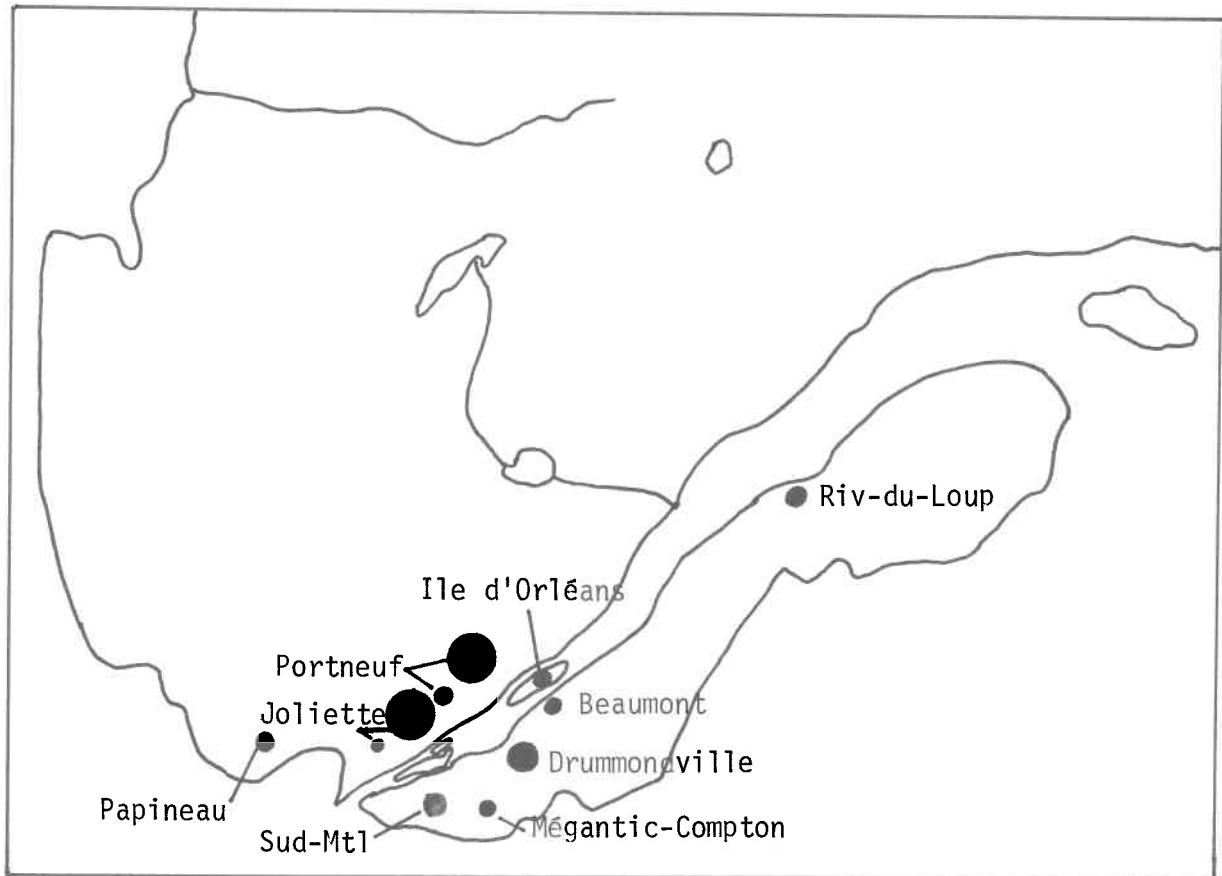 Riv-du-Loup
Ile d'Orléans
Portneuf
Beaumont
Joliette
Drummondville
Papineau
Mégantic-Compton
Sud-Mtl